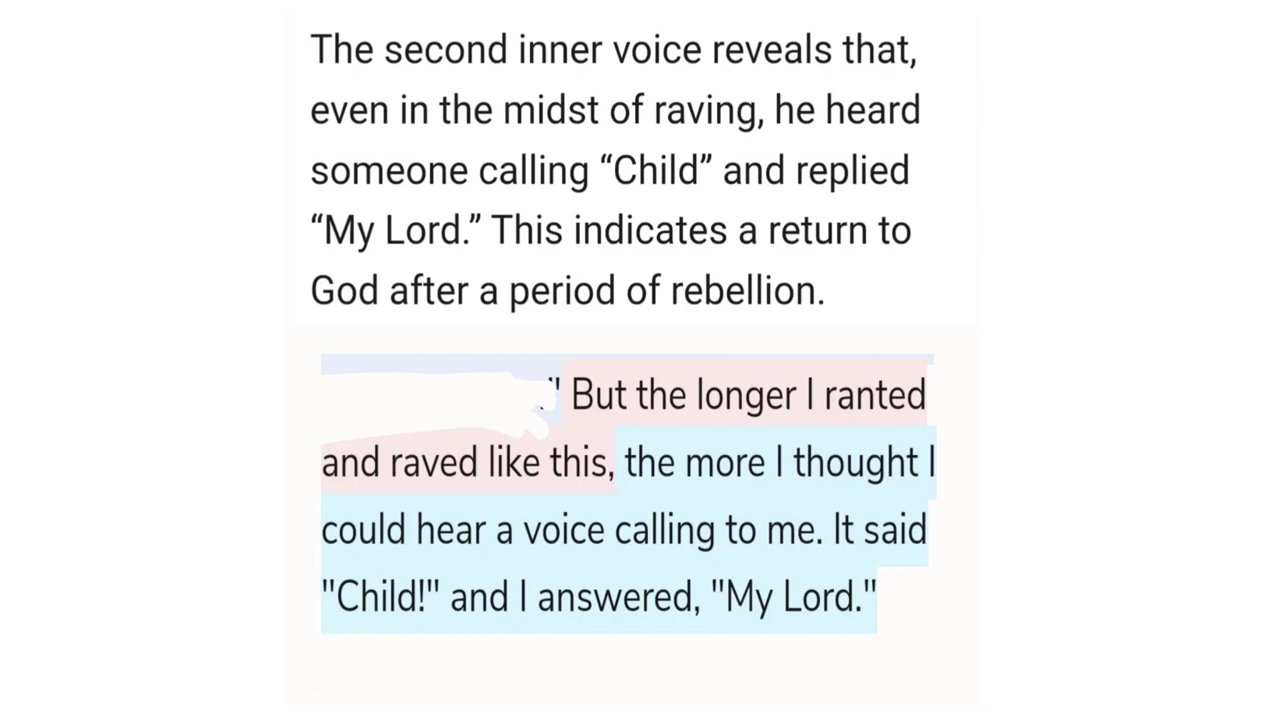 The second inner voice reveals that,
even in the midst of raving, he heard
someone calling “Child” and replied
“My Lord.” This indicates a return to
God after a period of rebellion.
." But the longer I ranted
and raved like this, the more I thought I
could hear a voice calling to me. It said
"Child!" and I answered, "My Lord."